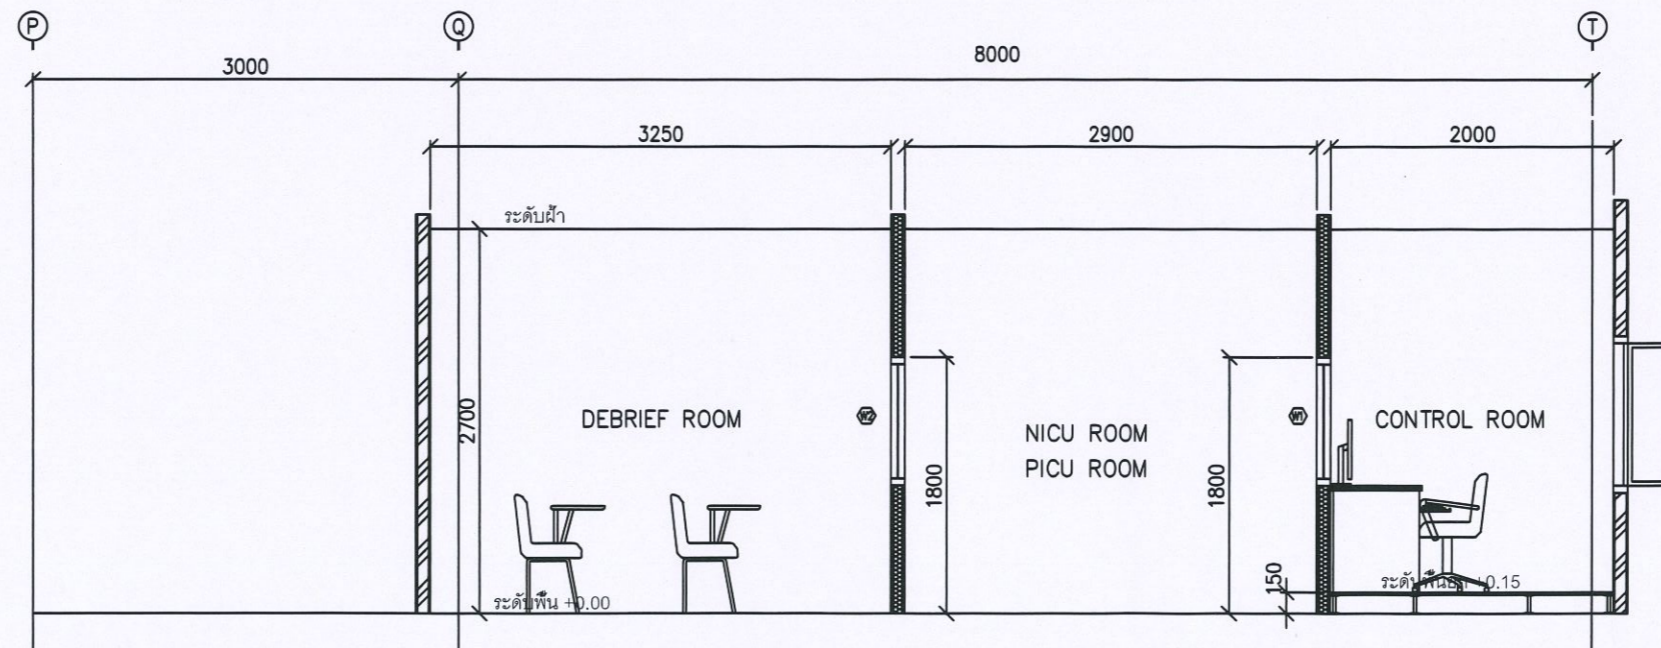 P Q T
3000 8000
3250 2900 2000
ระดับฝ้า
2700
DEBRIEF ROOM
W2
1800
NICU ROOM
PICU ROOM
1800
W1
CONTROL ROOM
150
ระดับพื้น +0.00
+0.15